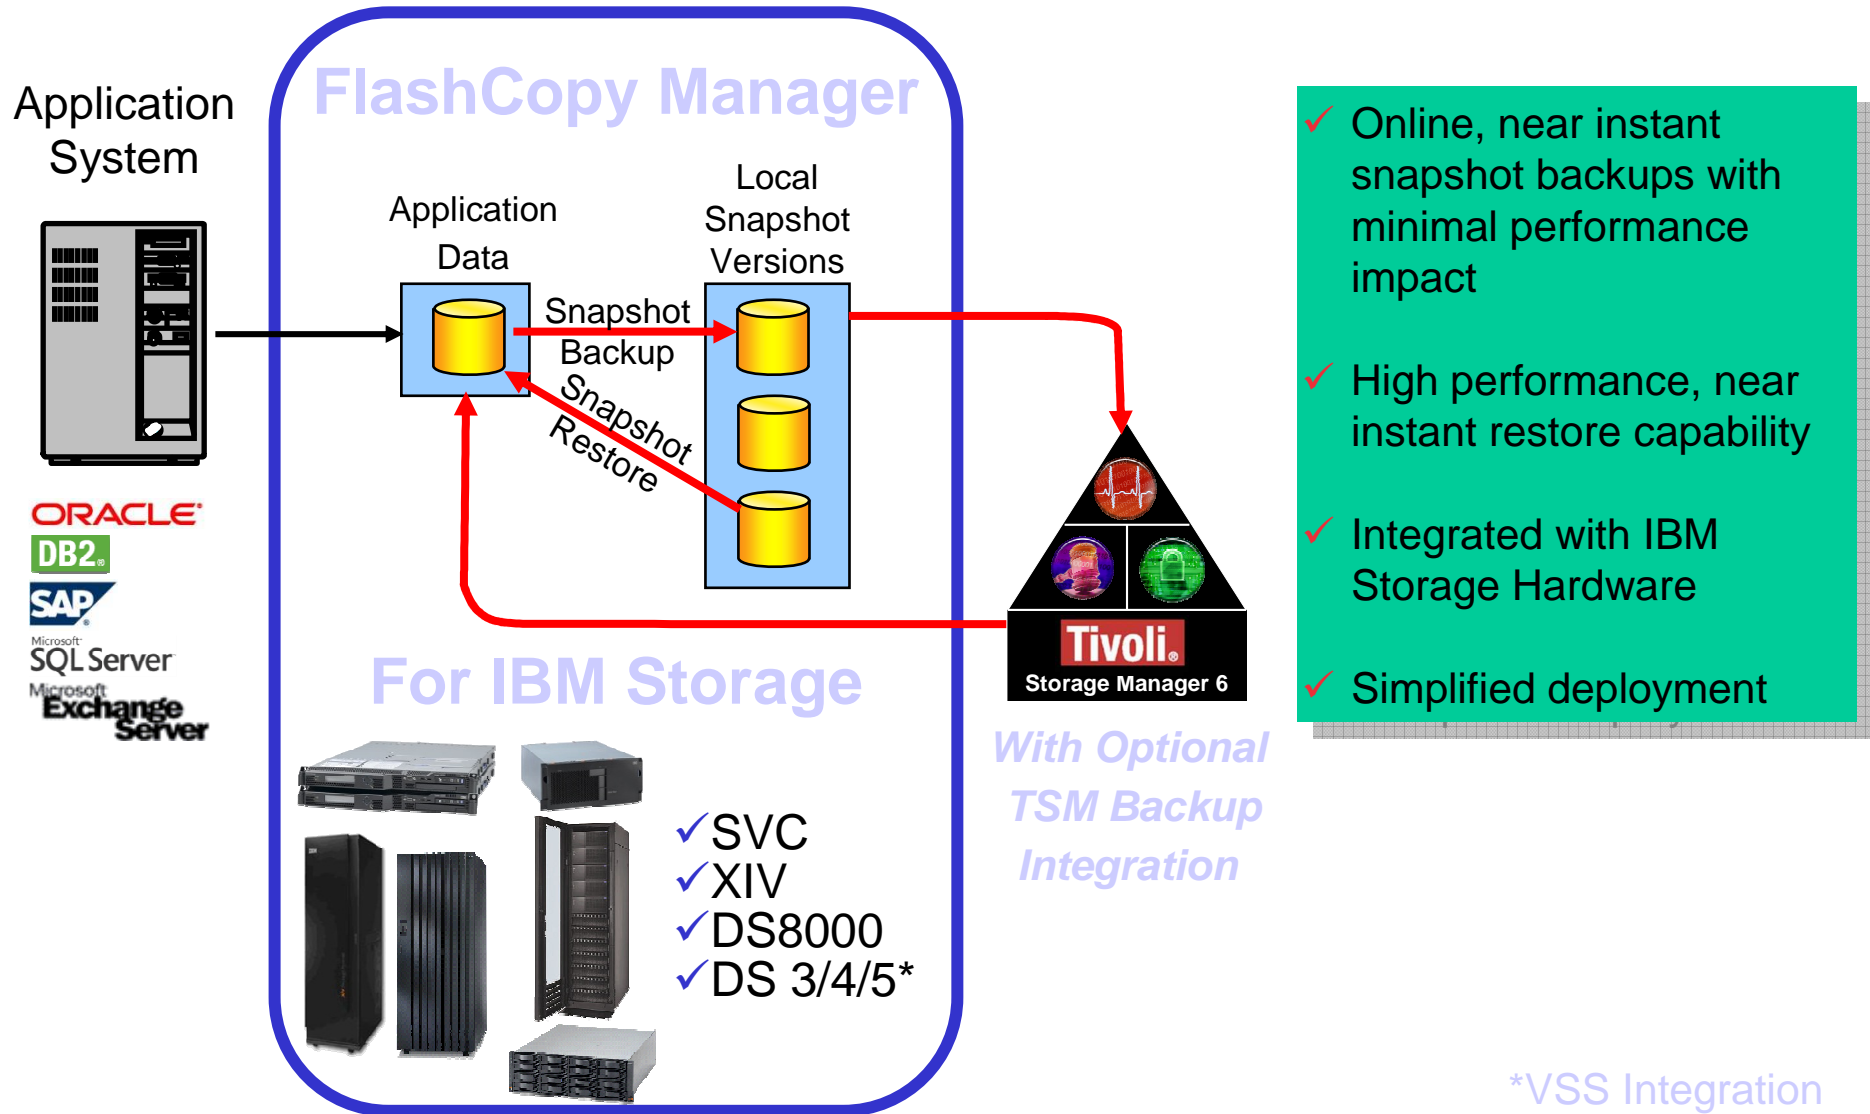 FlashCopy Manager
Application
System
ORACLE®
DB2®
SAP®
Microsoft®
SQL Server
Microsoft
Exchange
Server
Application
Data
Local
Snapshot
Versions
Snapshot
Backup
Snapshot
Restore
For IBM Storage
✓SVC
✓XIV
✓DS8000
✓DS 3/4/5*
Tivoli®
Storage Manager 6
With Optional
TSM Backup
Integration
✓ Online, near instant
snapshot backups with
minimal performance
impact
✓ High performance, near
instant restore capability
✓ Integrated with IBM
Storage Hardware
✓ Simplified deployment
*VSS Integration